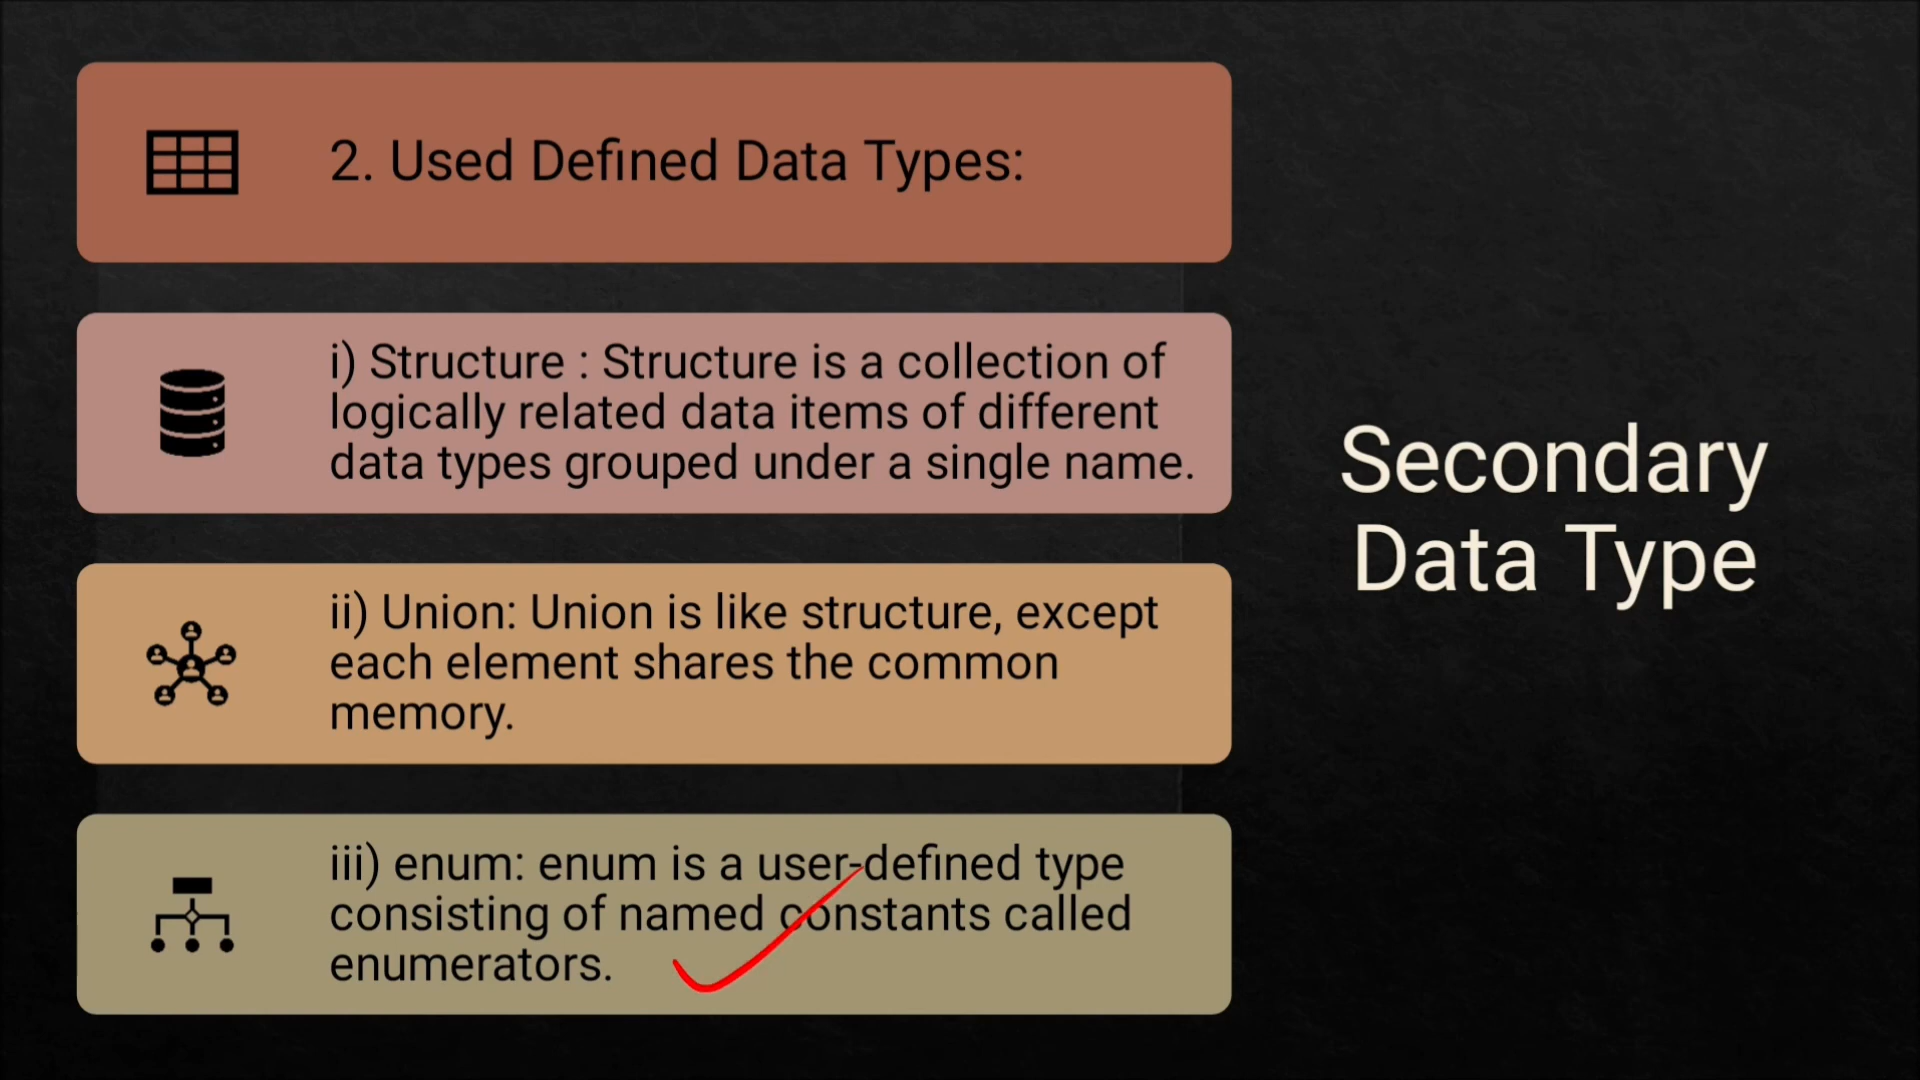 2. Used Defined Data Types:
i) Structure : Structure is a collection of
logically related data items of different
data types grouped under a single name.
ii) Union: Union is like structure, except
each element shares the common
memory.
iii) enum: enum is a user-defined type
consisting of named constants called
enumerators.
Secondary
Data Type